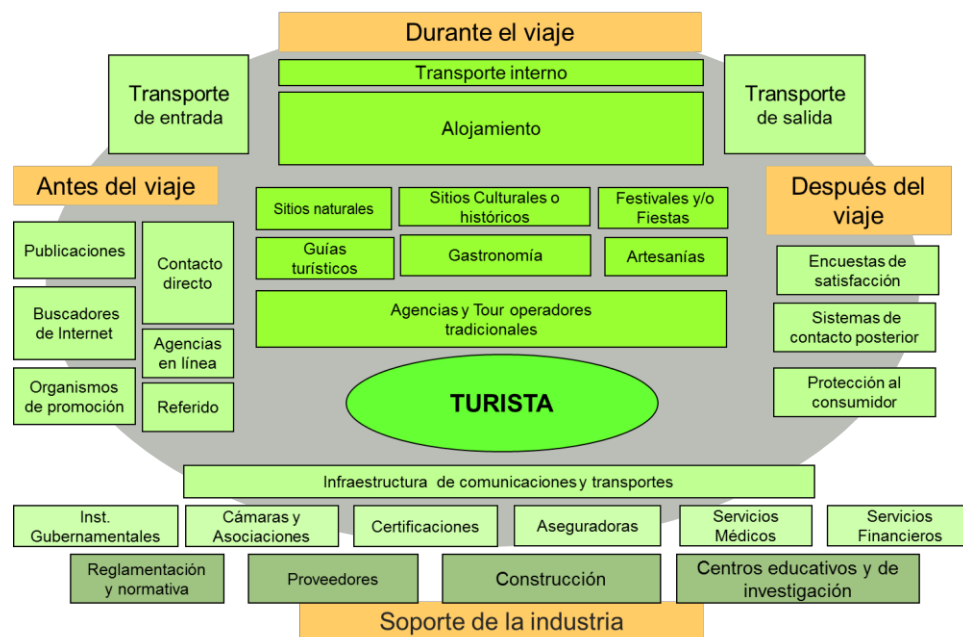 Durante el viaje
Transporte
de entrada
Transporte interno
Alojamiento
Transporte
de salida
Antes del viaje
Publicaciones
Contacto
directo
Buscadores
de Internet
Agencias
en línea
Organismos
de promoción
Referido
Sitios naturales
Sitios Culturales o
históricos
Festivales y/o
Fiestas
Guías
turísticos
Gastronomía
Artesanías
Agencias y Tour operadores
tradicionales
TURISTA
Después del
viaje
Encuestas de
satisfacción
Sistemas de
contacto posterior
Protección al
consumidor
Infraestructura de comunicaciones y transportes
Inst.
Gubernamentales
Cámaras y
Asociaciones
Certificaciones
Aseguradoras
Servicios
Médicos
Servicios
Financieros
Reglamentación
y normativa
Proveedores
Construcción
Centros educativos y de
investigación
Soporte de la industria